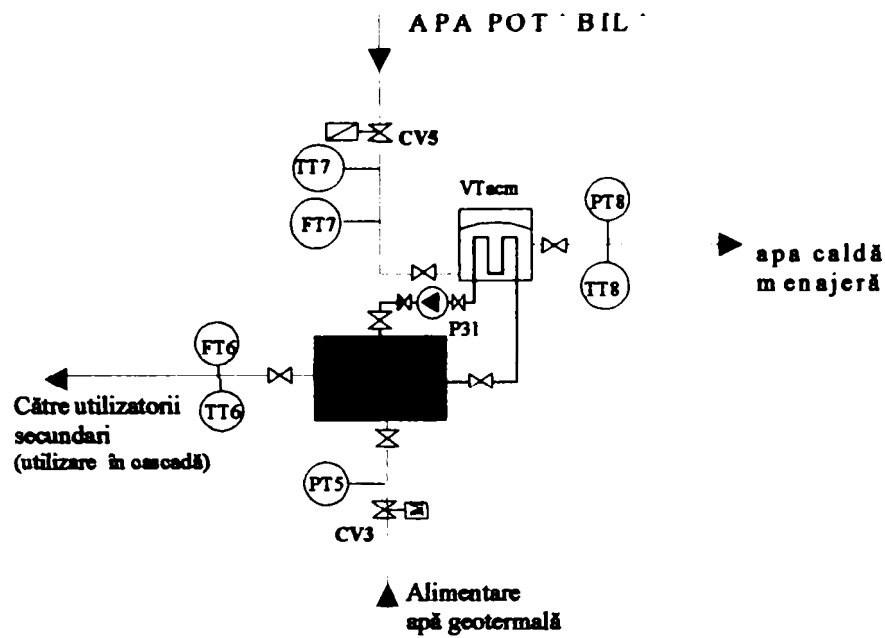 APA POT BIL
CV5
TT7
FT7
VTacm
PT8
TT8
apa caldă
menajeră
P31
FT6
TT6
Către utilizatorii
secundari
(utilizare în cascadă)
PT5
M
CV3
Alimentare
apă geotermală